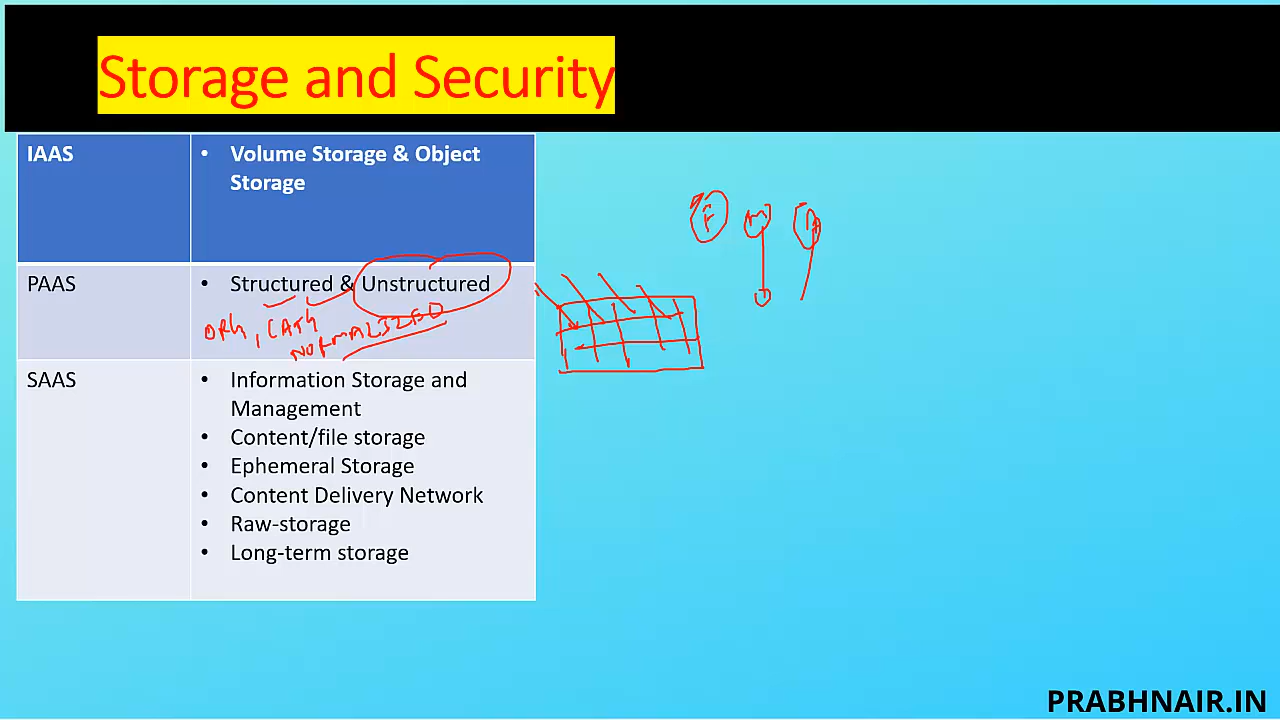 Storage and Security
IAAS
• Volume Storage & Object
Storage
PAAS
• Structured & Unstructured
ORG, CATG
NORMALIZED
F M A
SAAS
• Information Storage and
Management
• Content/file storage
• Ephemeral Storage
• Content Delivery Network
• Raw-storage
• Long-term storage
PRABHNAIR.IN